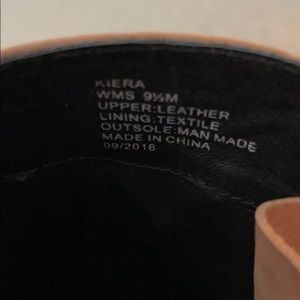 KIERA
WMS 9½M
UPPER:LEATHER
LINING:TEXTILE
OUTSOLE:MAN MADE
MADE IN CHINA
09/2016